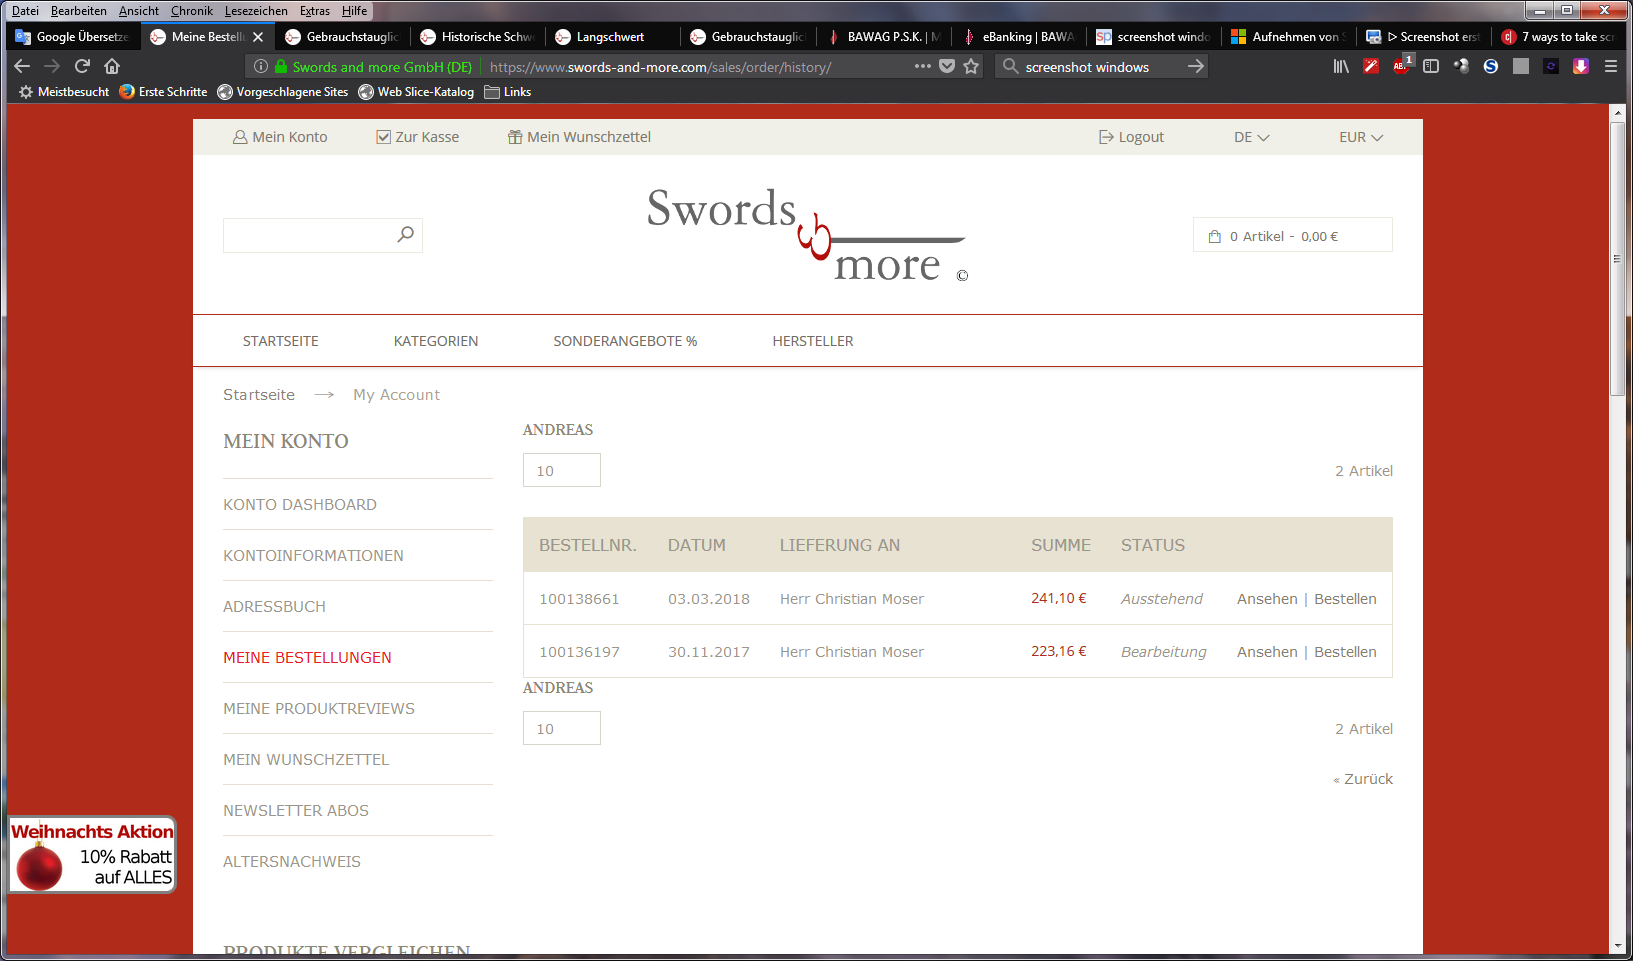 Datei Bearbeiten Ansicht Chronik Lesezeichen Extras Hilfe
Google Übersetze Meine Bestellu Gebrauchstauglic Historische Schwe Langschwert Gebrauchstauglic BAWAG P.S.K. | M eBanking | BAWA screenshot windo Aufnehmen von S ▷ Screenshot erst 7 ways to take scr
Swords and more GmbH (DE) https://www.swords-and-more.com/sales/order/history/ screenshot windows ABP 1
Meistbesucht Erste Schritte Vorgeschlagene Sites Web Slice-Katalog Links
Mein Konto Zur Kasse Mein Wunschzettel Logout DE EUR
Swords
&
more ©
0 Artikel - 0,00 €
STARTSEITE KATEGORIEN SONDERANGEBOTE % HERSTELLER
Startseite → My Account
MEIN KONTO
KONTO DASHBOARD
KONTOINFORMATIONEN
ADRESSBUCH
MEINE BESTELLUNGEN
MEINE PRODUKTREVIEWS
MEIN WUNSCHZETTEL
NEWSLETTER ABOS
ALTERSNACHWEIS
PRODUKTE VERGLEICHEN
ANDREAS
10 2 Artikel
BESTELLNR. DATUM LIEFERUNG AN SUMME STATUS
100138661 03.03.2018 Herr Christian Moser 241,10 € Ausstehend Ansehen | Bestellen
100136197 30.11.2017 Herr Christian Moser 223,16 € Bearbeitung Ansehen | Bestellen
ANDREAS
10 2 Artikel
« Zurück
Weihnachts Aktion
10% Rabatt
auf ALLES